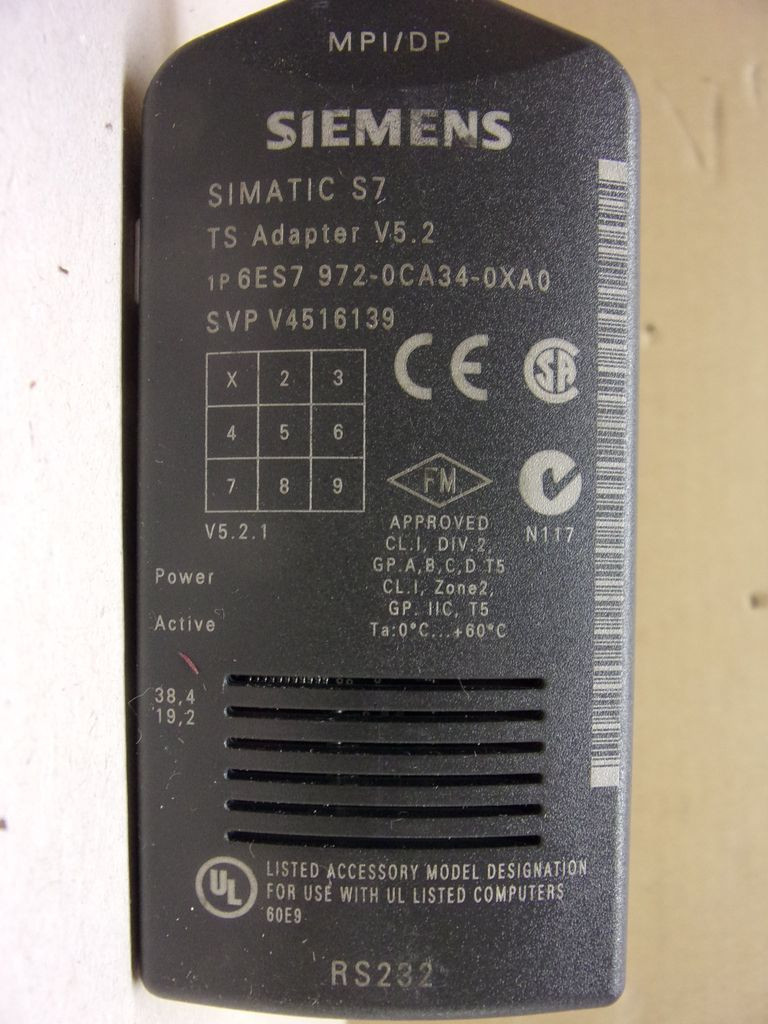 MPI/DP
SIEMENS
SIMATIC S7
TS Adapter V5.2
1P 6ES7 972-0CA34-0XA0
SVP V4516139
CE SA
X 2 3
4 5 6
7 8 9
V5.2.1
FM
APPROVED
CL.I, DIV.2,
GP.A,B,C,D T5
CL.I, Zone2,
GP. IIC, T5
Ta:0°C...+60°C
N117
Power
Active
38,4
19,2
UL
LISTED ACCESSORY MODEL DESIGNATION
FOR USE WITH UL LISTED COMPUTERS
60E9
RS232